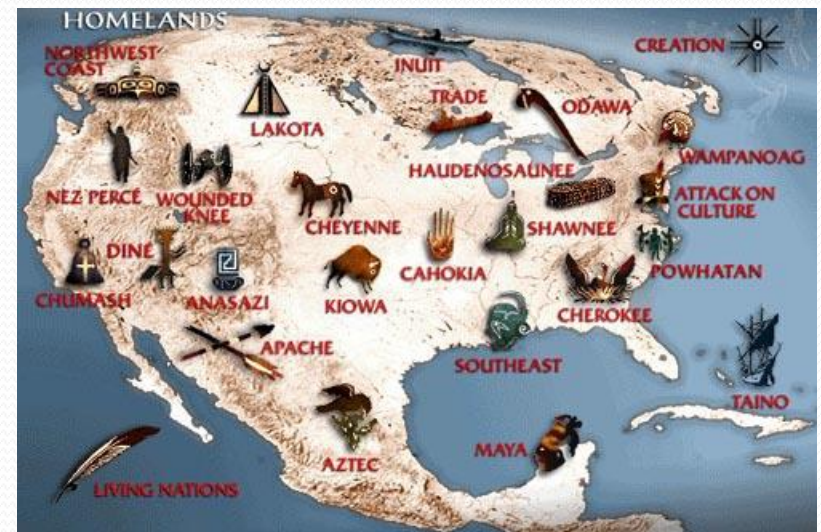 HOMELANDS
NORTHWEST
COAST
INUIT
CREATION
TRADE
ODAWA
LAKOTA
HAUDENOSAUNEE
WAMPANOAG
NEZ PERCÉ
WOUNDED
KNEE
CHEYENNE
SHAWNEE
ATTACK ON
CULTURE
DINÉ
CAHOKIA
POWHATAN
CHUMASH
ANASAZI
KIOWA
CHEROKEE
APACHE
SOUTHEAST
TAINO
AZTEC
MAYA
LIVING NATIONS